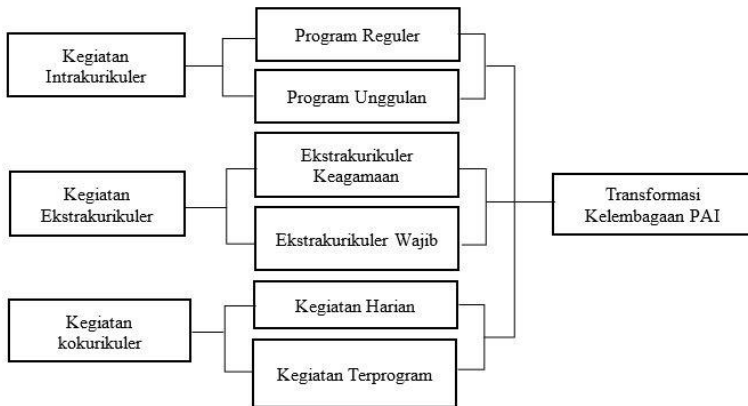 Kegiatan
Intrakurikuler
Program Reguler
Program Unggulan
Kegiatan
Ekstrakurikuler
Ekstrakurikuler
Keagamaan
Ekstrakurikuler Wajib
Kegiatan
kokurikuler
Kegiatan Harian
Kegiatan Terprogram
Transformasi
Kelembagaan PAI